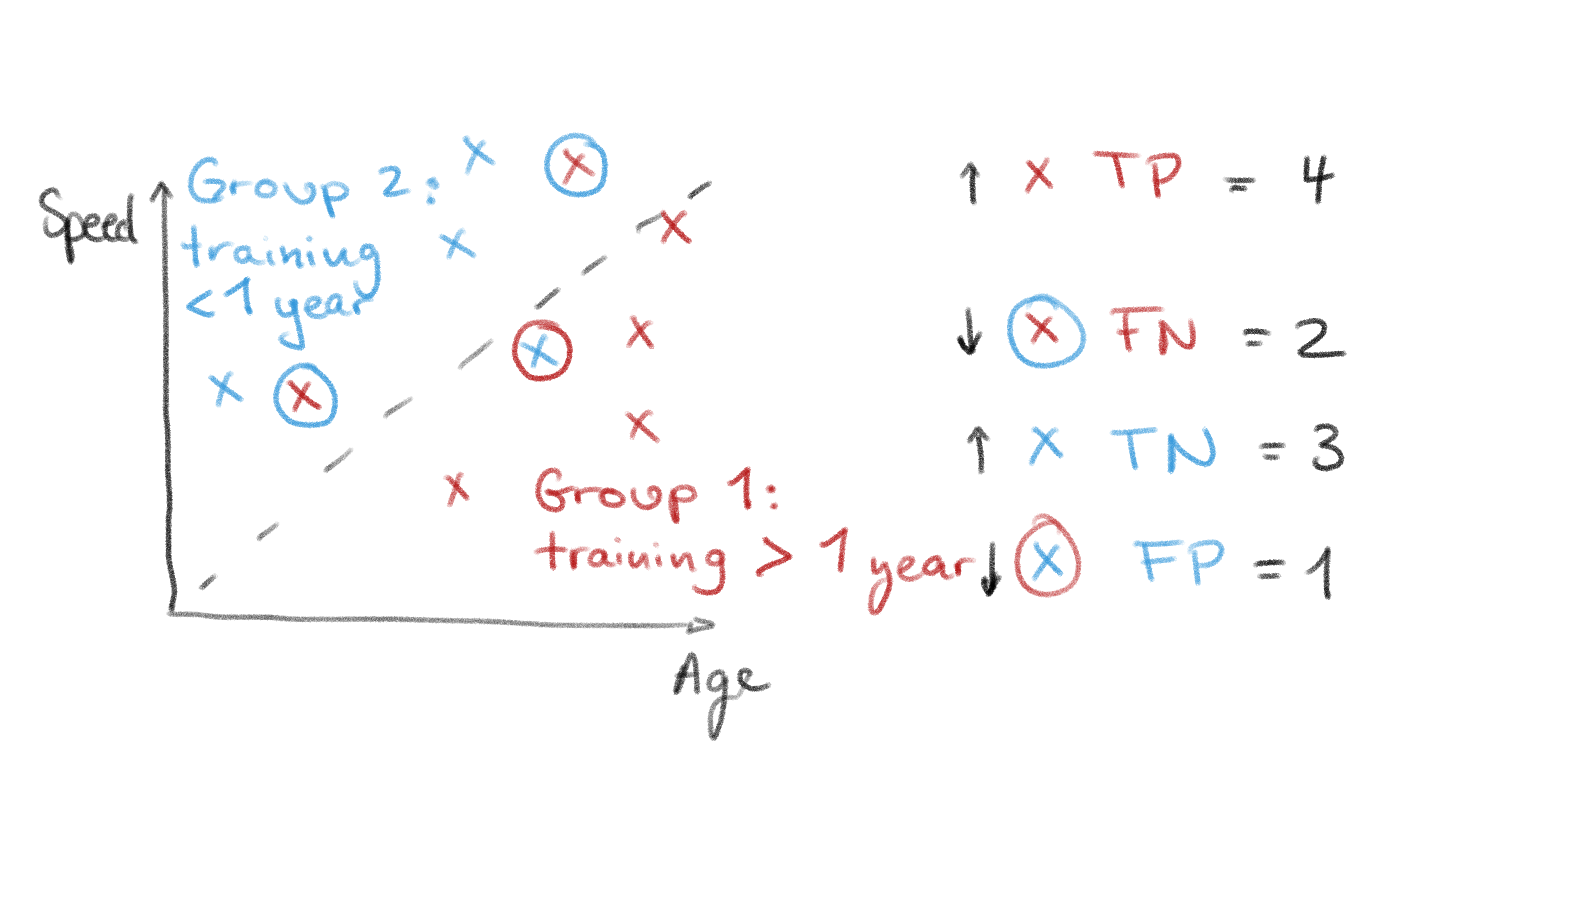 Speed
Group 2:
training
<1 year
Group 1:
training > 1 year
Age
↑ x TP = 4
↓ x FN = 2
↑ x TN = 3
↓ x FP = 1